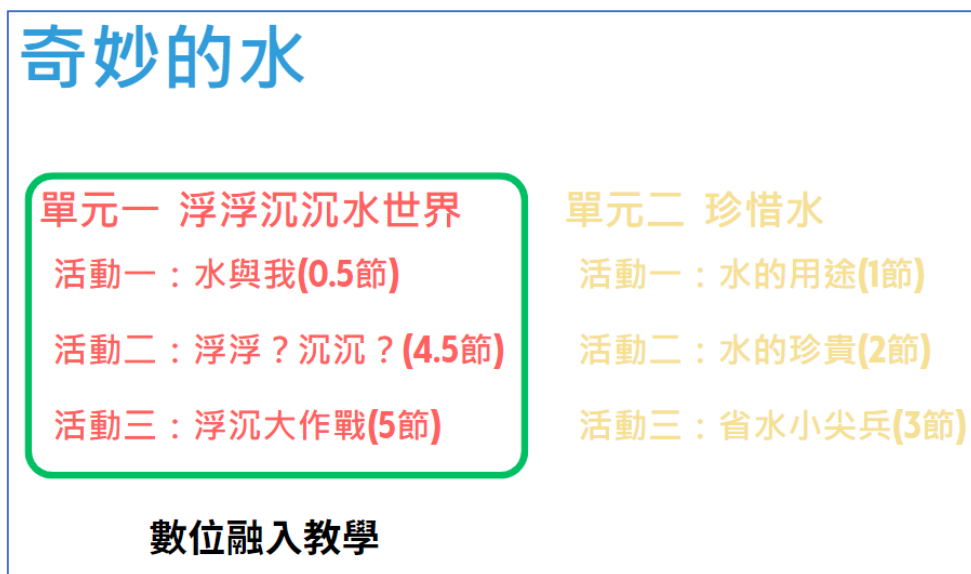 奇妙的水
單元一 浮浮沉沉水世界
活動一：水與我(0.5節)
活動二：浮浮？沉沉？(4.5節)
活動三：浮沉大作戰(5節)
單元二 珍惜水
活動一：水的用途(1節)
活動二：水的珍貴(2節)
活動三：省水小尖兵(3節)
數位融入教學